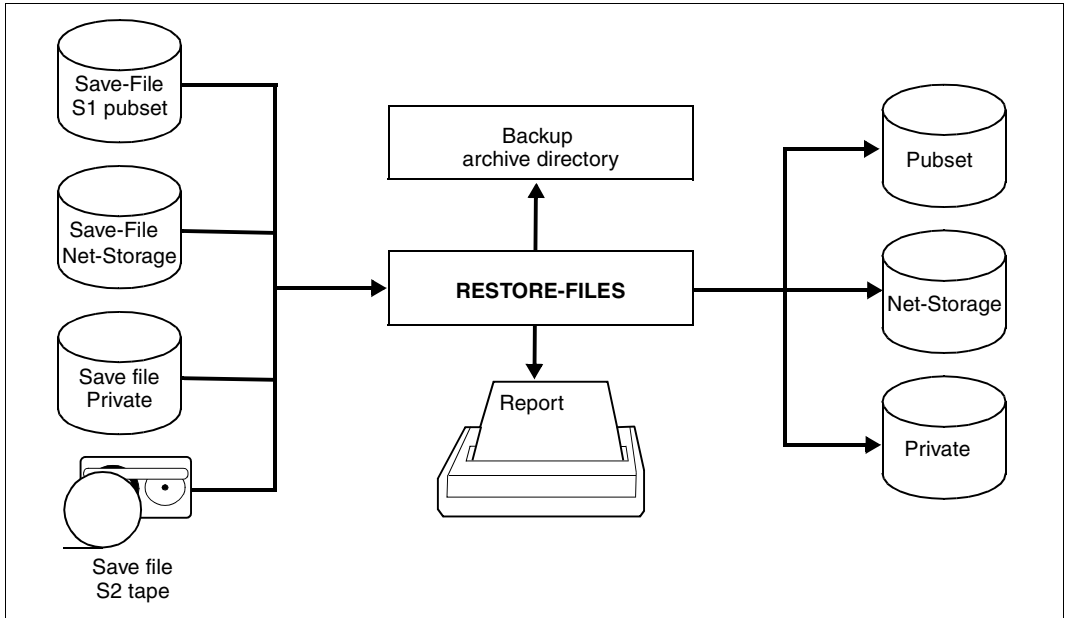 Save-File
S1 pubset
Save-File
Net-Storage
Save file
Private
Save file
S2 tape
Backup
archive directory
RESTORE-FILES
Report
Pubset
Net-Storage
Private